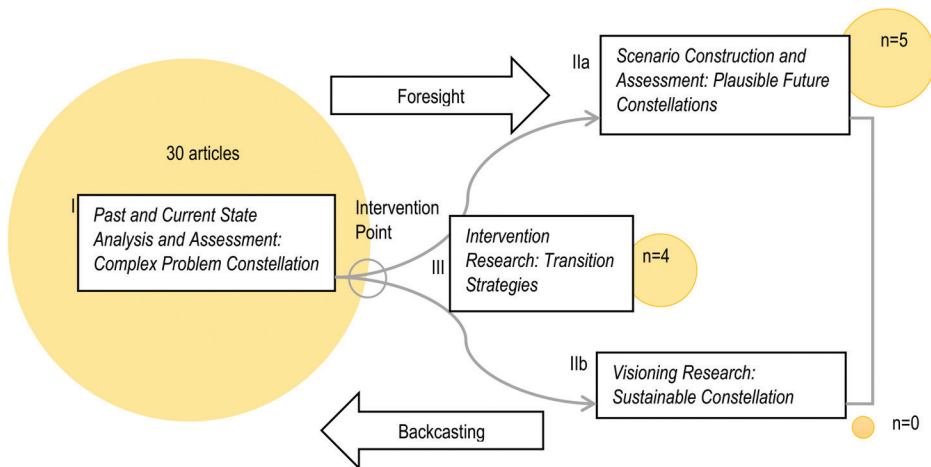 30 articles
I
Past and Current State
Analysis and Assessment:
Complex Problem Constellation
Foresight
Intervention
Point
IIa
Scenario Construction and
Assessment: Plausible Future
Constellations
n=5
III
Intervention
Research: Transition
Strategies
n=4
IIb
Visioning Research:
Sustainable Constellation
n=0
Backcasting